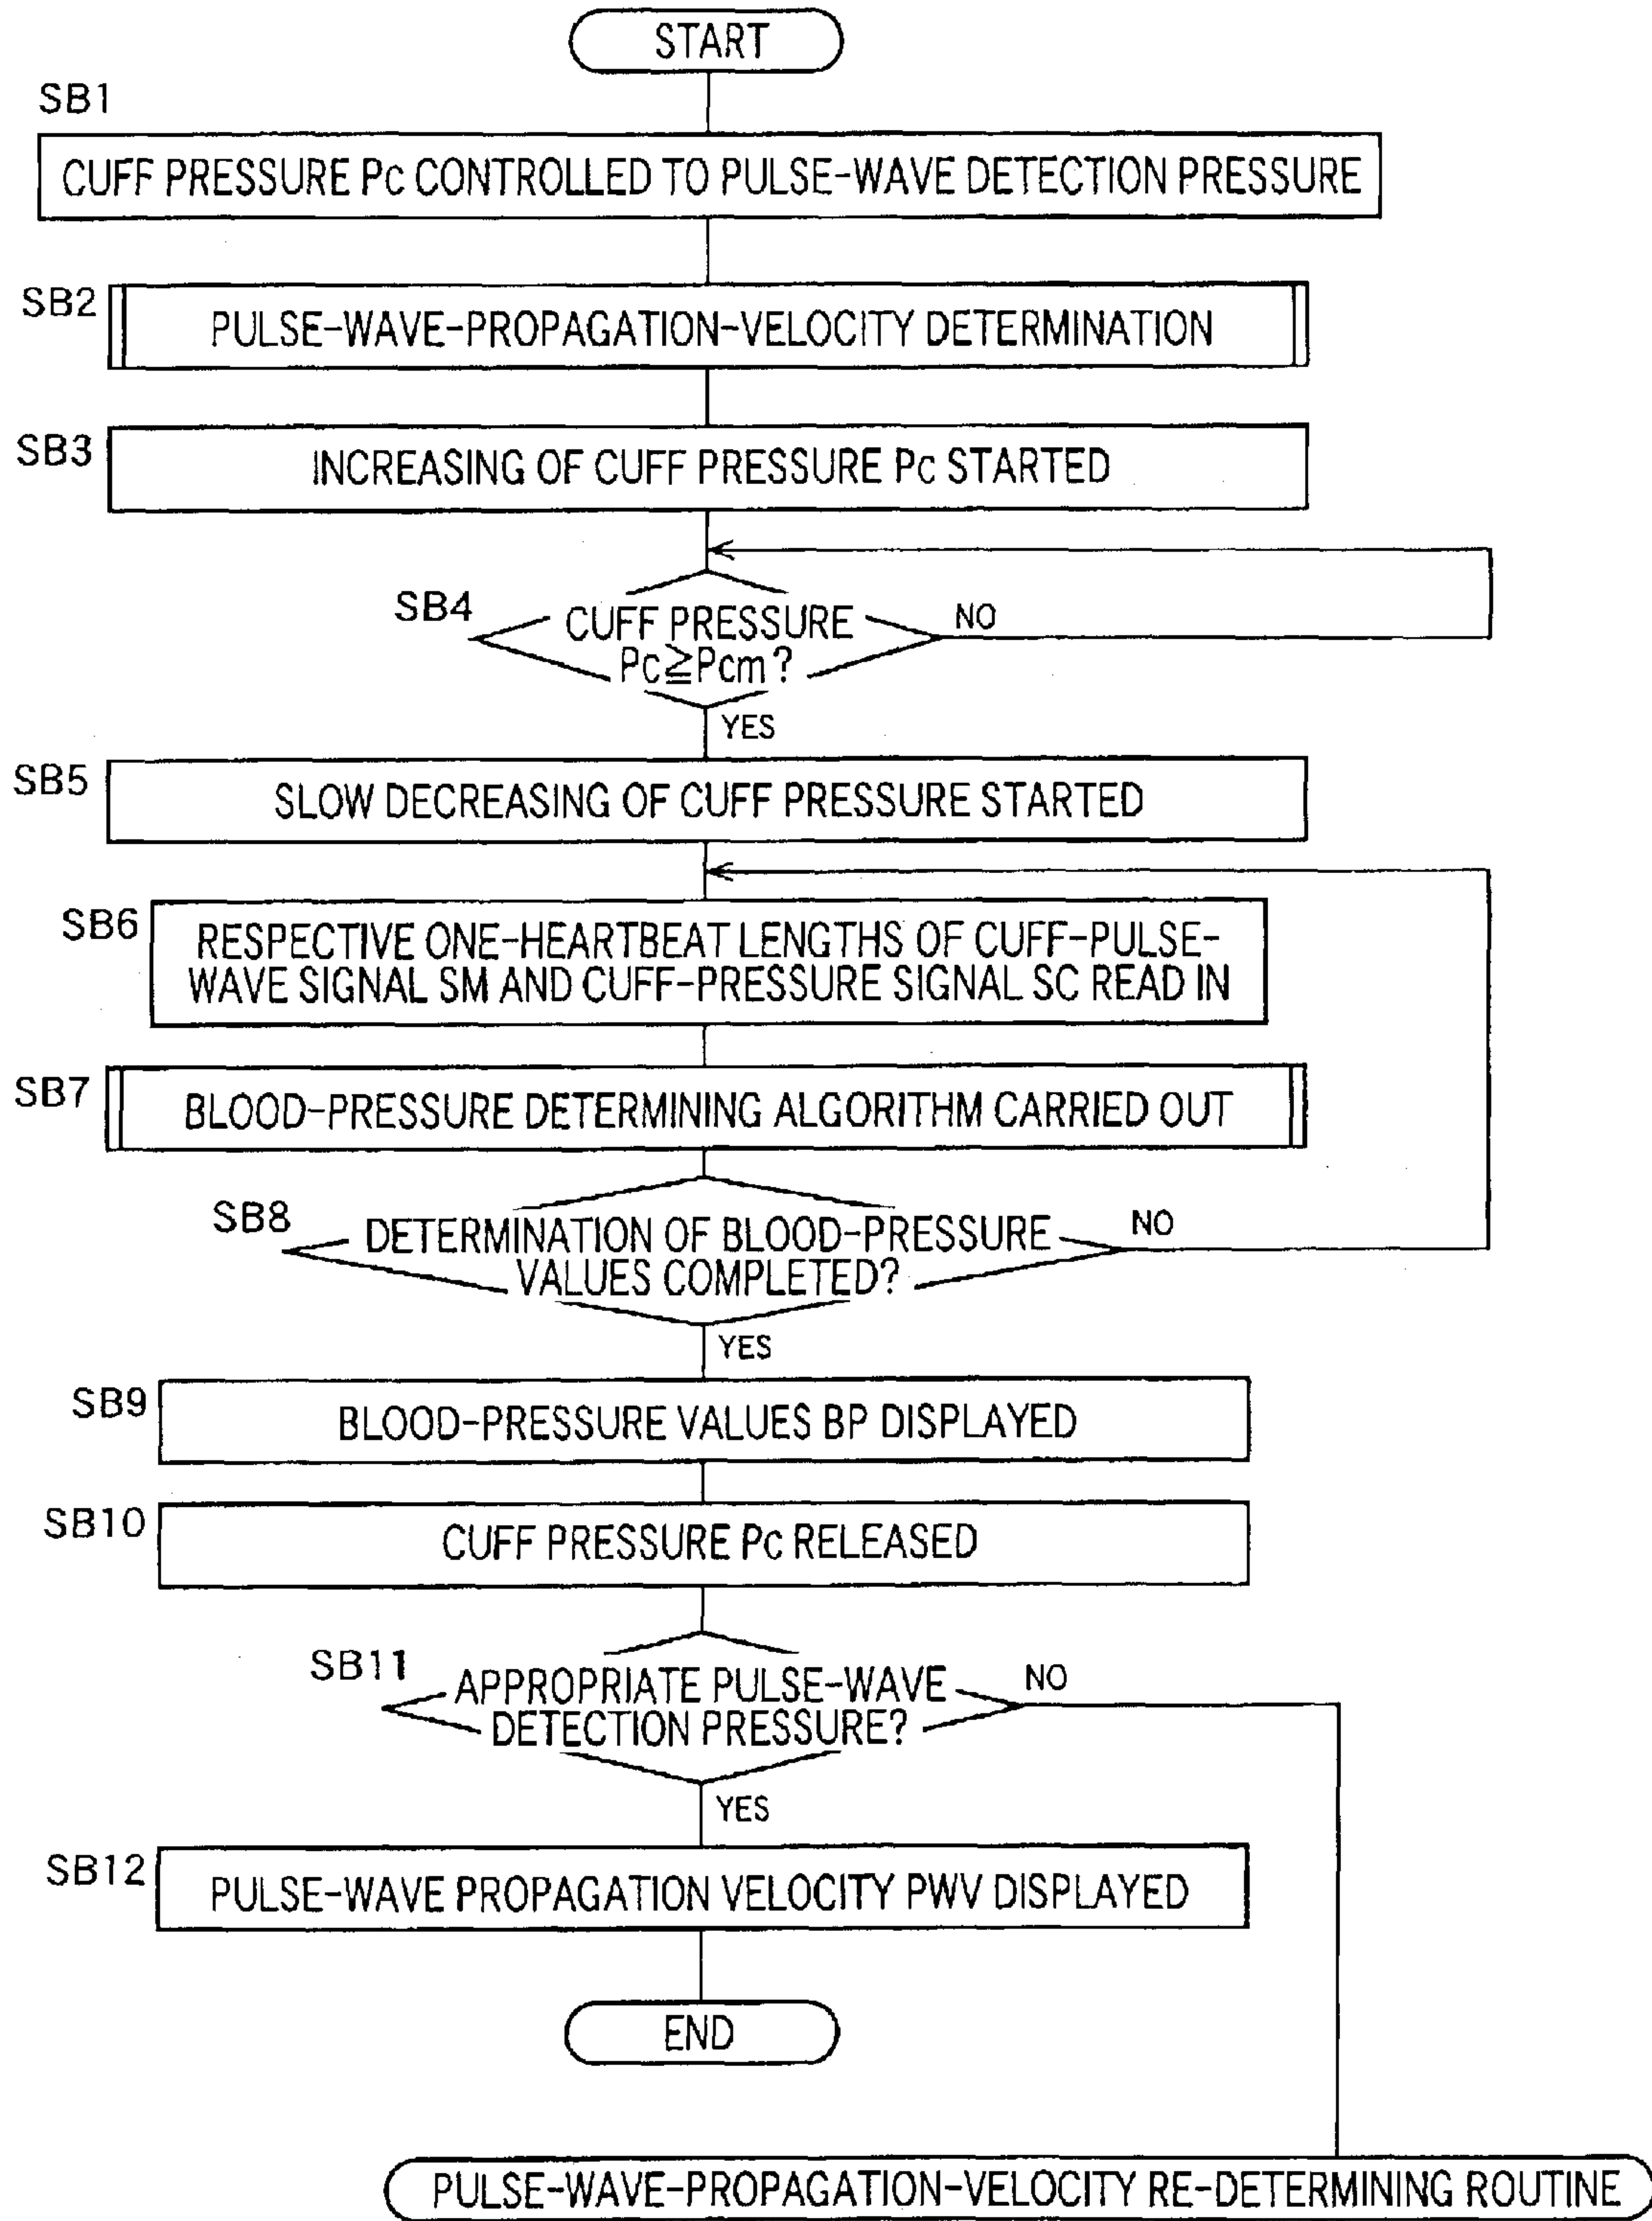 START
SB1
CUFF PRESSURE Pc CONTROLLED TO PULSE-WAVE DETECTION PRESSURE
SB2
PULSE-WAVE-PROPAGATION-VELOCITY DETERMINATION
SB3
INCREASING OF CUFF PRESSURE Pc STARTED
SB4
CUFF PRESSURE
Pc≧Pcm?
NO
YES
SB5
SLOW DECREASING OF CUFF PRESSURE STARTED
SB6
RESPECTIVE ONE-HEARTBEAT LENGTHS OF CUFF-PULSE-
WAVE SIGNAL SM AND CUFF-PRESSURE SIGNAL SC READ IN
SB7
BLOOD-PRESSURE DETERMINING ALGORITHM CARRIED OUT
SB8
DETERMINATION OF BLOOD-PRESSURE
VALUES COMPLETED?
NO
YES
SB9
BLOOD-PRESSURE VALUES BP DISPLAYED
SB10
CUFF PRESSURE Pc RELEASED
SB11
APPROPRIATE PULSE-WAVE
DETECTION PRESSURE?
NO
YES
SB12
PULSE-WAVE PROPAGATION VELOCITY PWV DISPLAYED
END
PULSE-WAVE-PROPAGATION-VELOCITY RE-DETERMINING ROUTINE